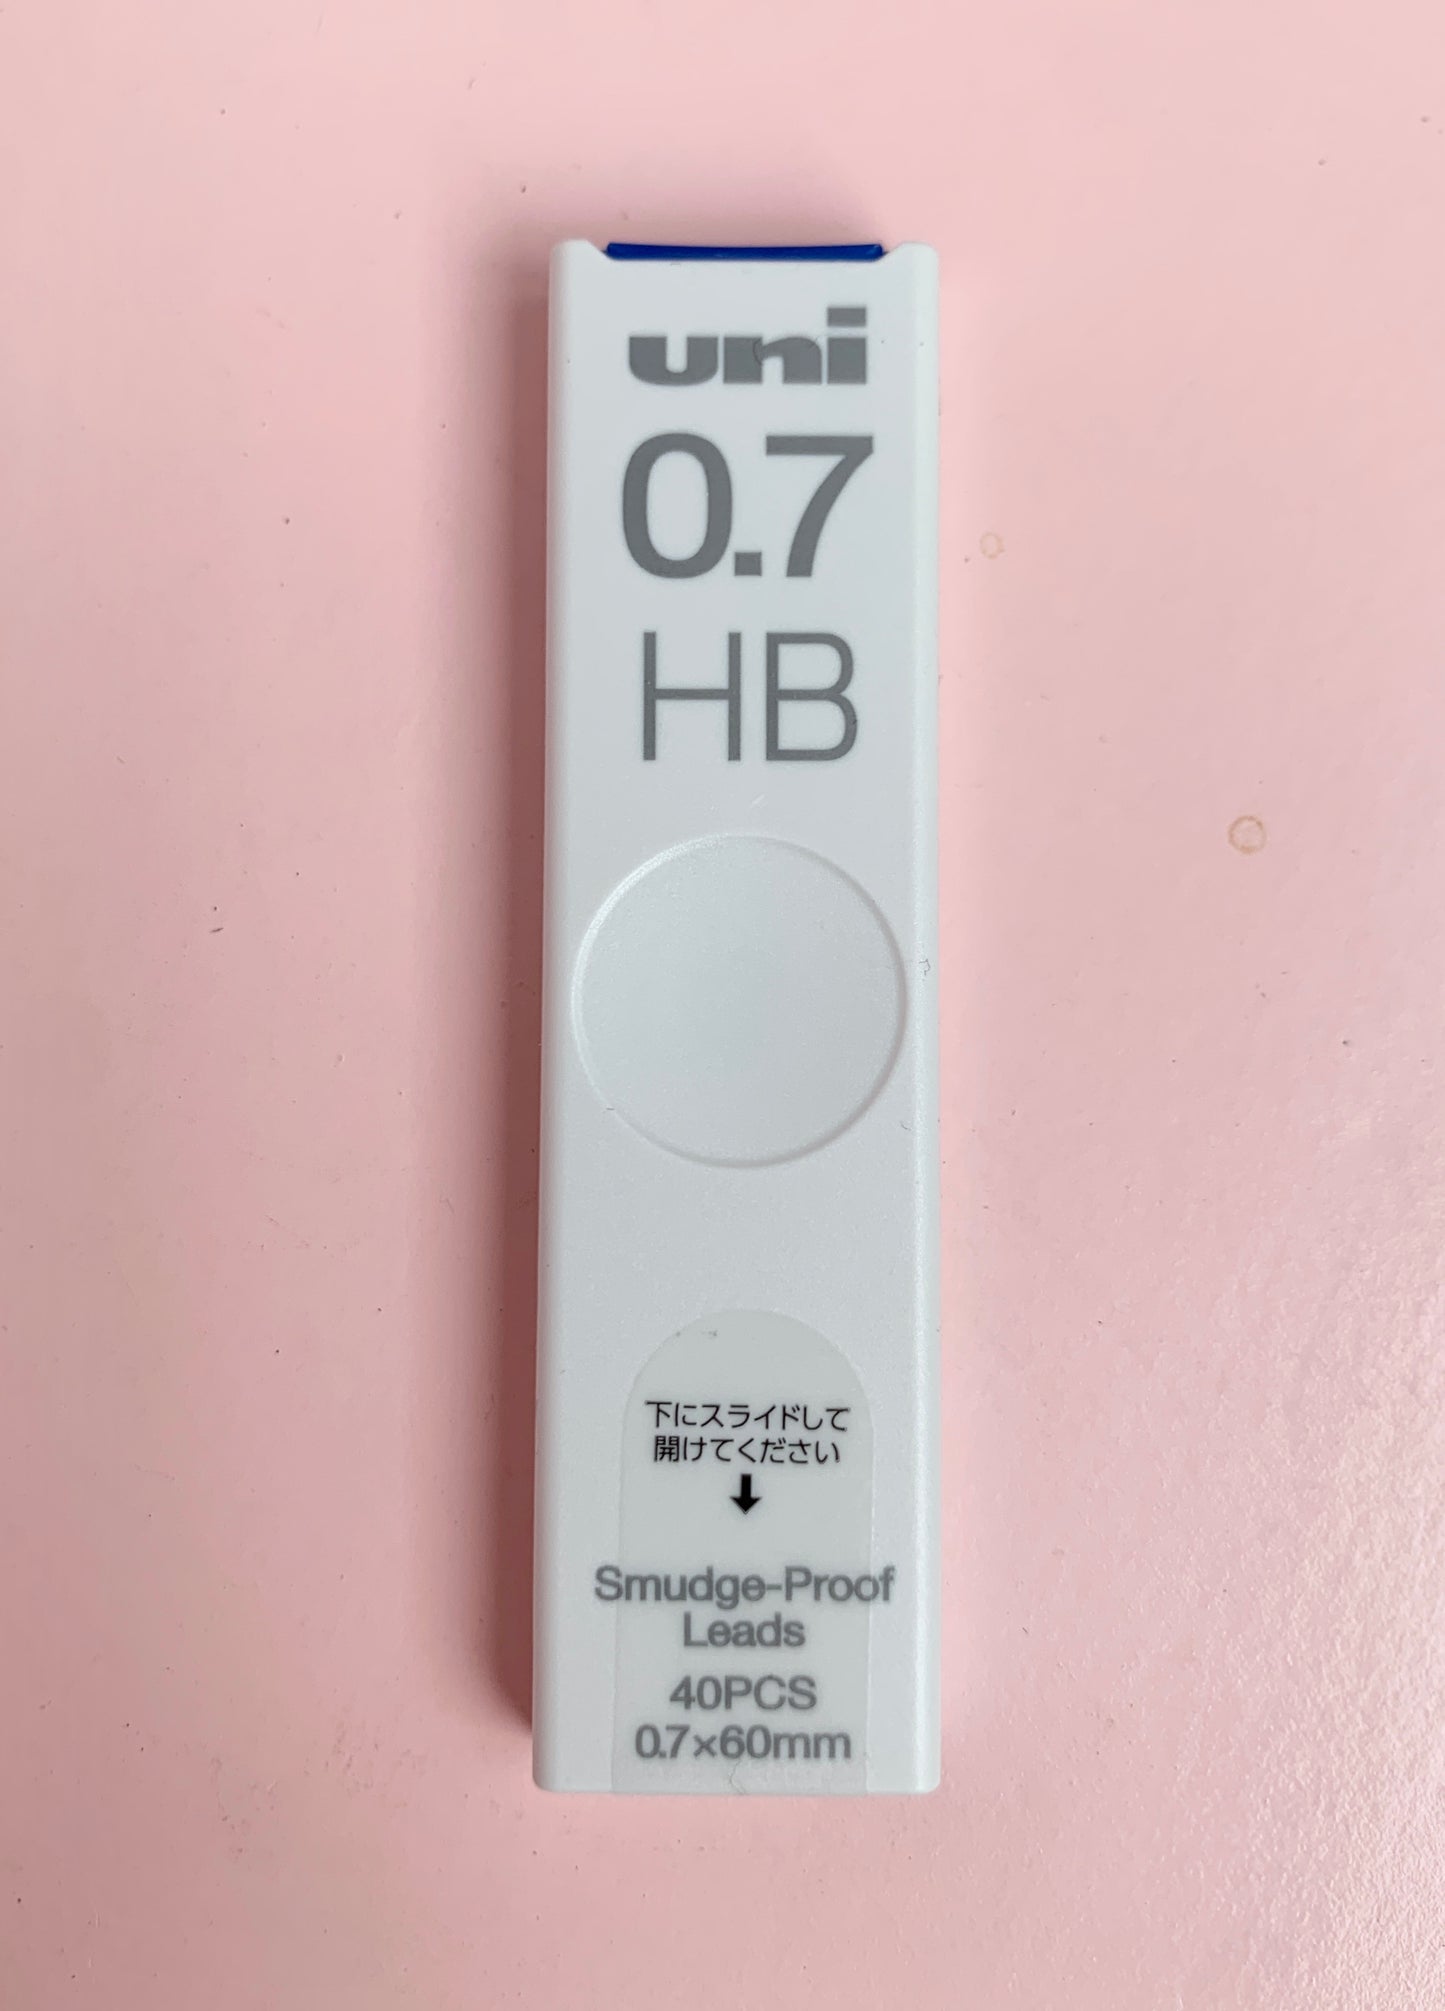 uni
0.7
HB
下にスライドして
開けてください
Smudge-Proof
Leads
40PCS
0.7×60mm